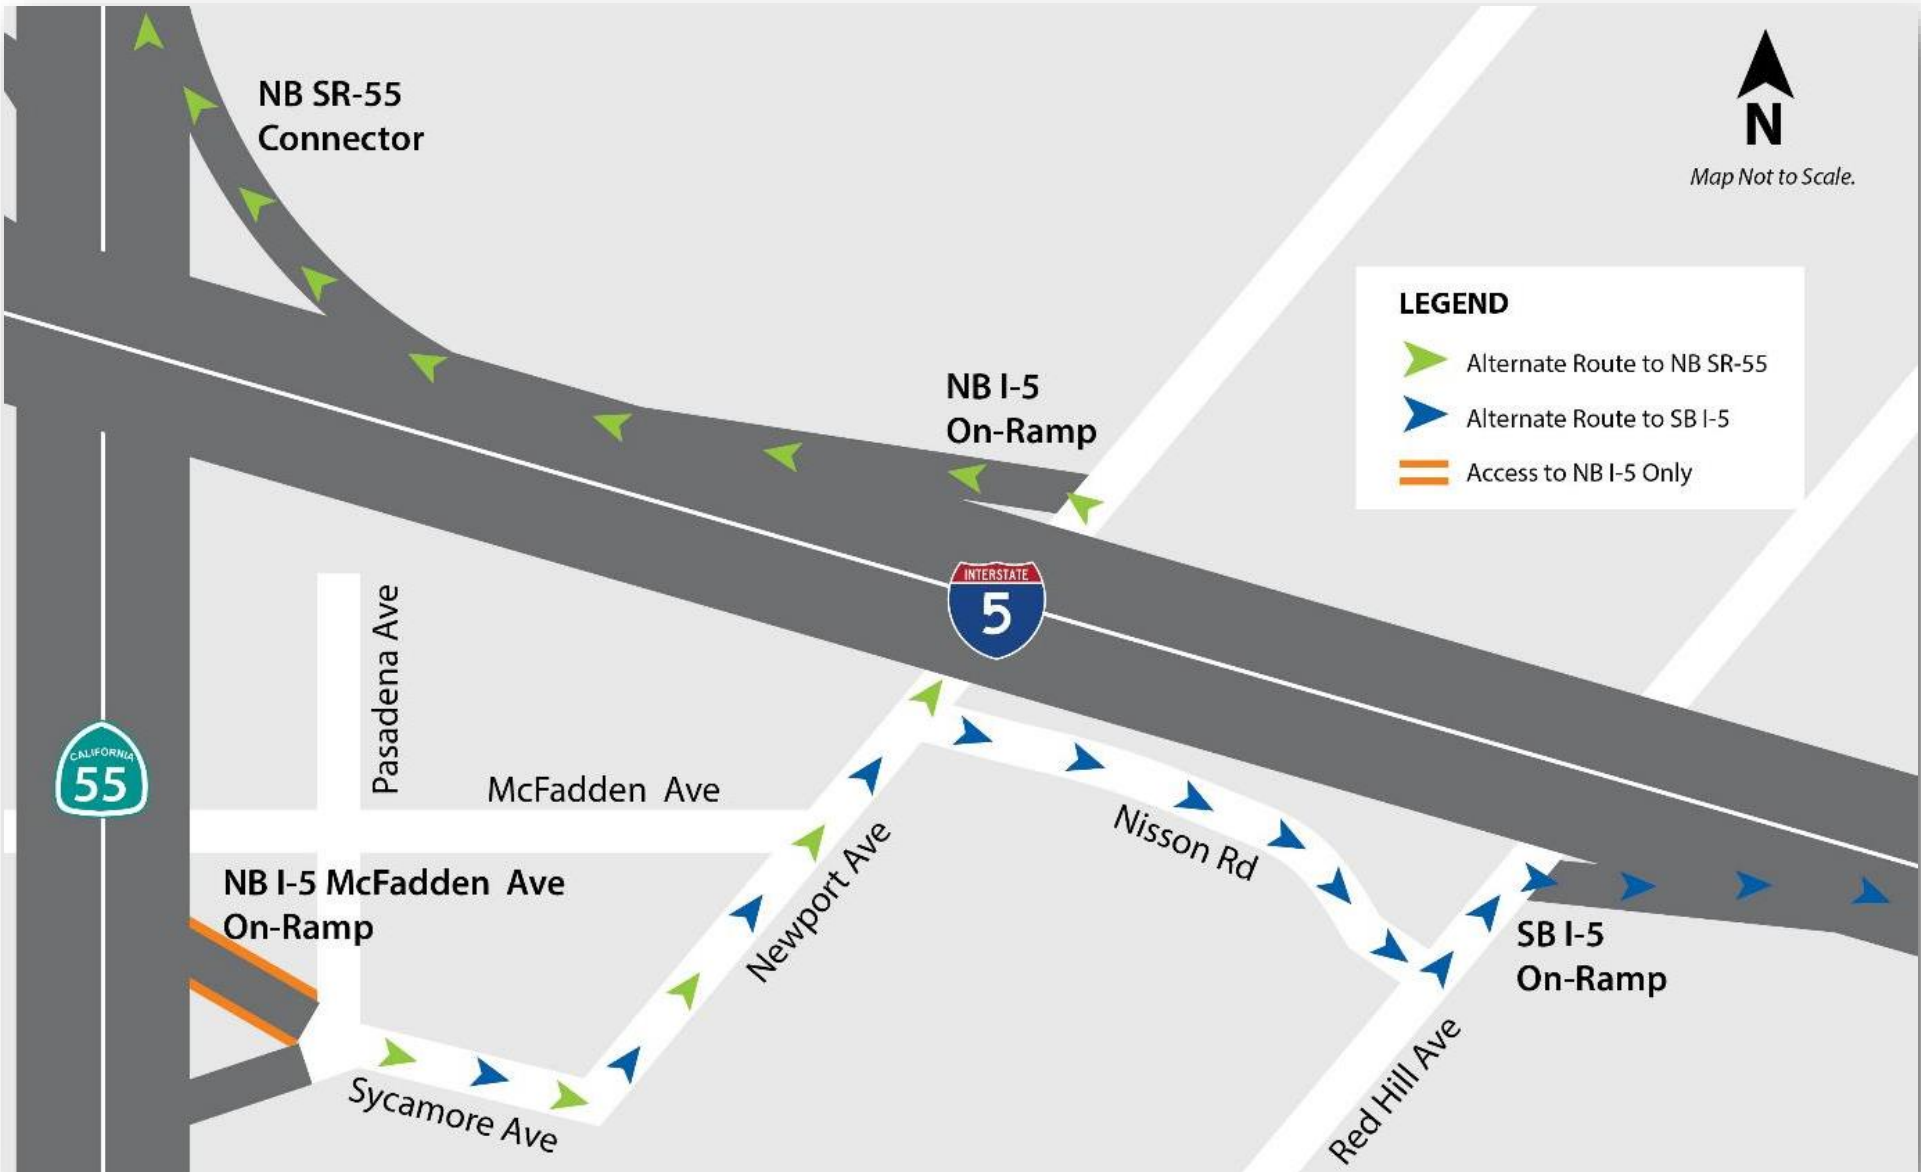 NB SR-55
Connector
N
Map Not to Scale.
LEGEND
Alternate Route to NB SR-55
Alternate Route to SB I-5
Access to NB I-5 Only
NB I-5
On-Ramp
INTERSTATE
5
Pasadena Ave
CALIFORNIA
55
McFadden Ave
NB I-5 McFadden Ave
On-Ramp
Newport Ave
Nisson Rd
SB I-5
On-Ramp
Sycamore Ave
Red Hill Ave